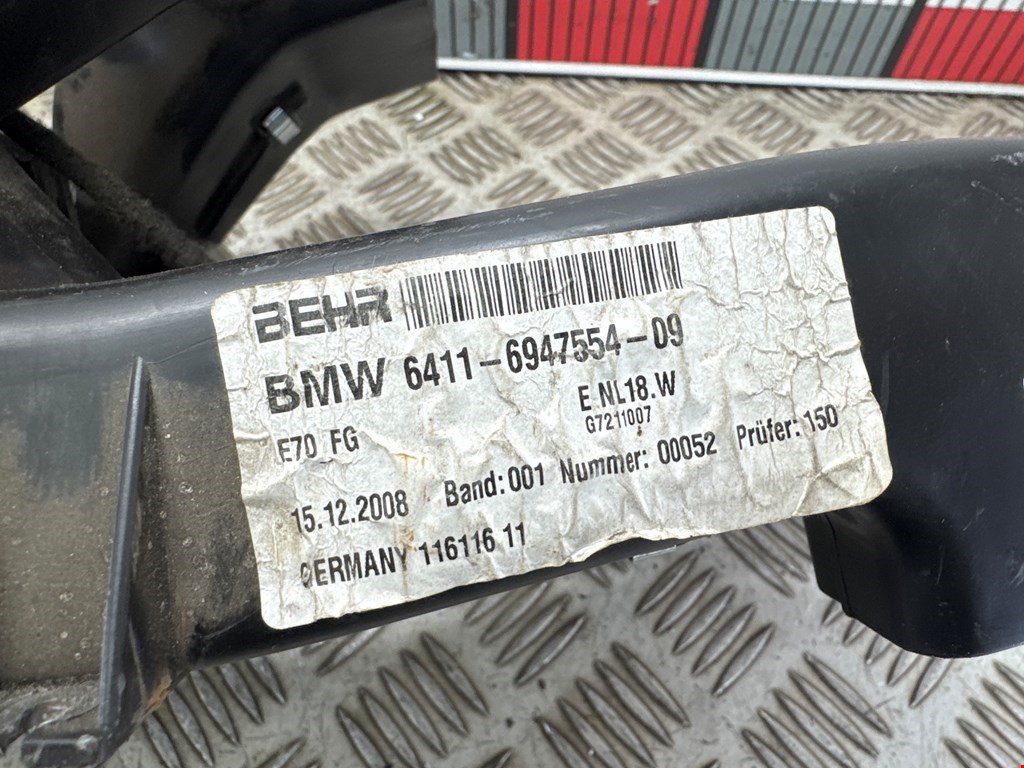 BEHR
BMW 6411-6947554-09
E70 FG E.NL18.W
G7211007
15.12.2008 Band:001 Nummer: 00052 Prüfer:150
GERMANY 116116 11